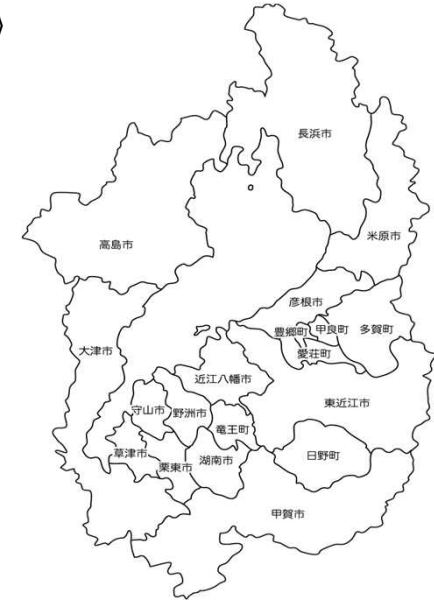 長浜市
米原市
高島市
彦根市
豊郷町
甲良町
多賀町
愛荘町
大津市
近江八幡市
東近江市
守山市
野洲市
竜王町
草津市
栗東市
湖南市
日野町
甲賀市